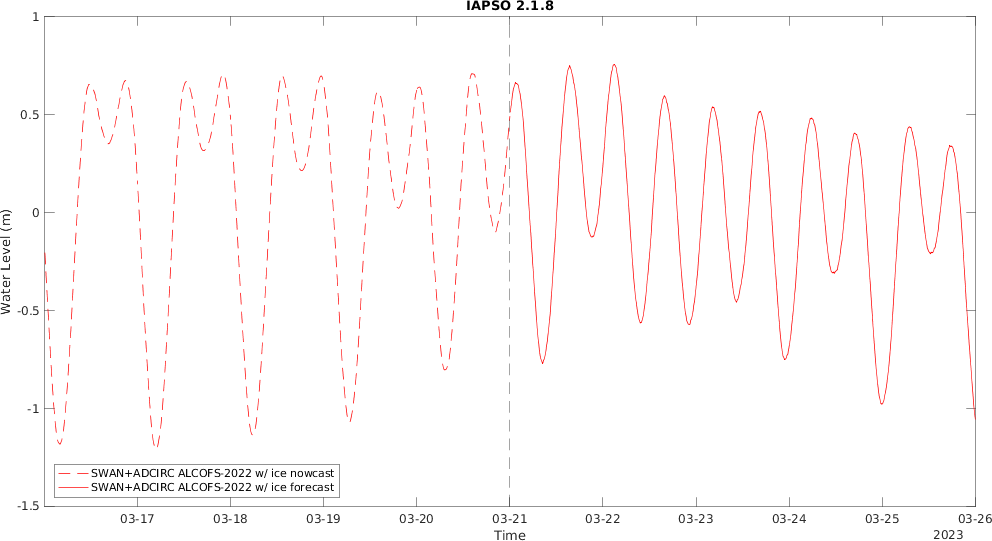 IAPSO 2.1.8
1
0.5
0
-0.5
-1
-1.5
Water Level (m)
SWAN+ADCIRC ALCOFS-2022 w/ ice nowcast
SWAN+ADCIRC ALCOFS-2022 w/ ice forecast
03-17 03-18 03-19 03-20 03-21 03-22 03-23 03-24 03-25 03-26
Time
2023